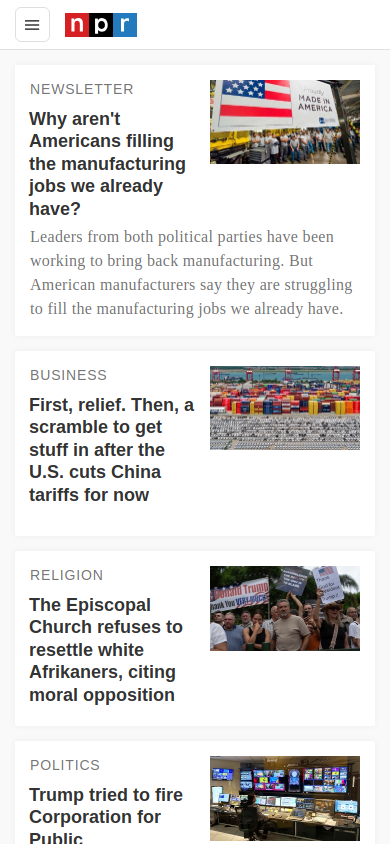 npr
NEWSLETTER
Why aren't
Americans filling
the manufacturing
jobs we already
have?
MADE IN
AMERICA
Leaders from both political parties have been
working to bring back manufacturing. But
American manufacturers say they are struggling
to fill the manufacturing jobs we already have.
BUSINESS
First, relief. Then, a
scramble to get
stuff in after the
U.S. cuts China
tariffs for now
RELIGION
The Episcopal
Church refuses to
resettle white
Afrikaners, citing
moral opposition
Donald Trump
Thank You VERY MUCH
POLITICS
Trump tried to fire
Corporation for
Public